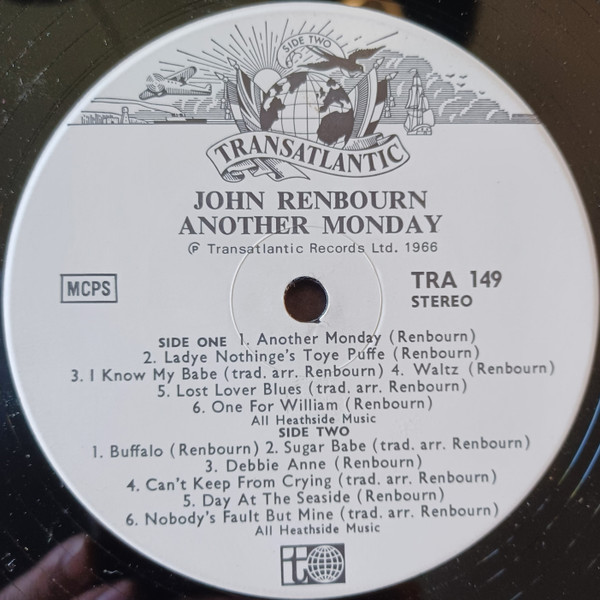 SIDE TWO
TRANSATLANTIC
JOHN RENBOURN
ANOTHER MONDAY
℗ Transatlantic Records Ltd. 1966
MCPS
TRA 149
STEREO
SIDE ONE 1. Another Monday (Renbourn)
2. Ladye Nothinge's Toye Puffe (Renbourn)
3. I Know My Babe (trad. arr. Renbourn) 4. Waltz (Renbourn)
5. Lost Lover Blues (trad. arr. Renbourn)
6. One For William (Renbourn)
All Heathside Music
SIDE TWO
1. Buffalo (Renbourn) 2. Sugar Babe (trad. arr. Renbourn)
3. Debbie Anne (Renbourn)
4. Can't Keep From Crying (trad. arr. Renbourn)
5. Day At The Seaside (Renbourn)
6. Nobody's Fault But Mine (trad. arr. Renbourn)
All Heathside Music
t